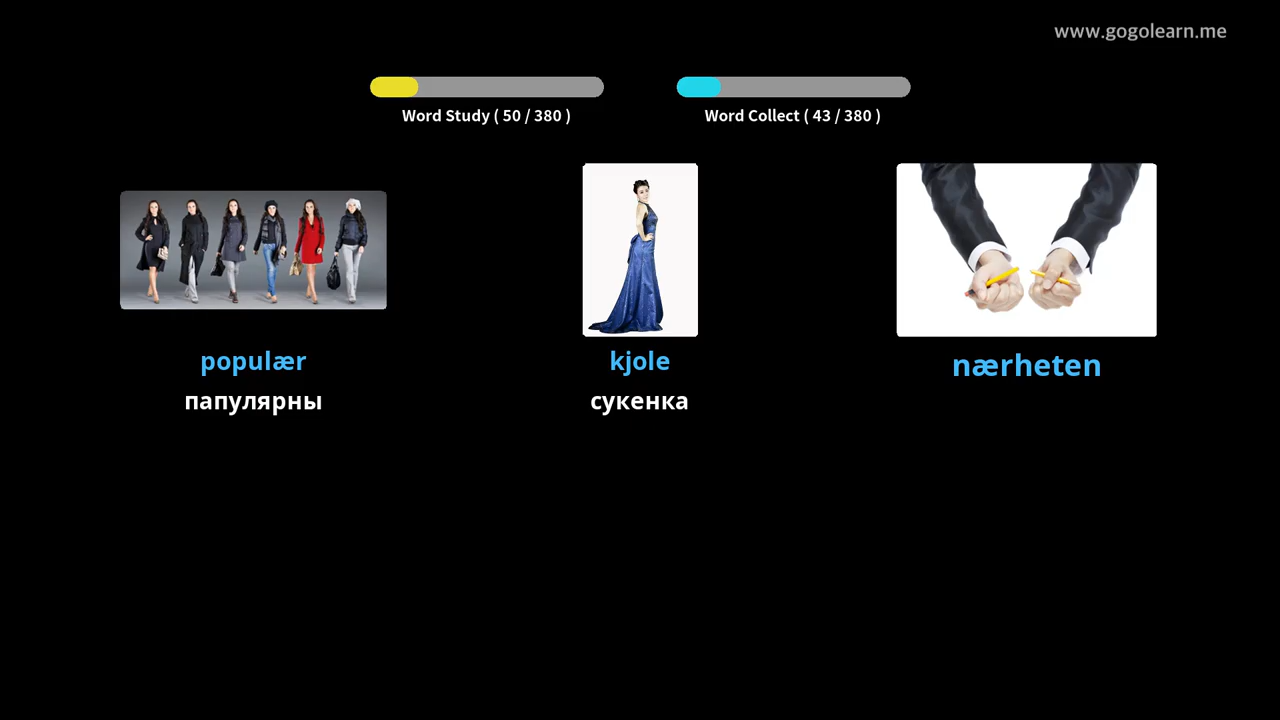 www.gogolearn.me
Word Study ( 50 / 380 )
Word Collect ( 43 / 380 )
populær
kjole
nærheten
папулярны
сукенка